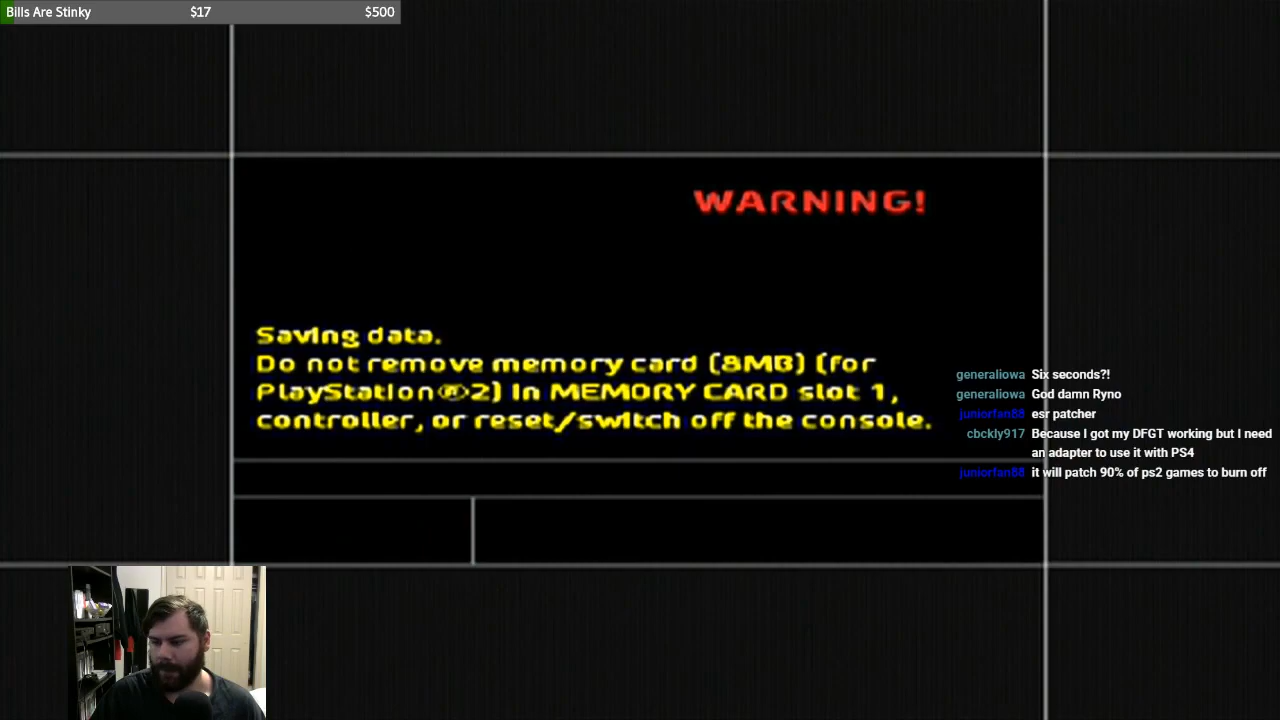 Bills Are Stinky $17 $500
WARNING!
Saving data.
Do not remove memory card (8MB) (for
PlayStation®2) in MEMORY CARD slot 1,
controller, or reset/switch off the console.
generaliowa Six seconds?!
generaliowa God damn Ryno
juniorfan88 esr patcher
cbckly917 Because I got my DFGT working but I need
an adapter to use it with PS4
juniorfan88 it will patch 90% of ps2 games to burn off